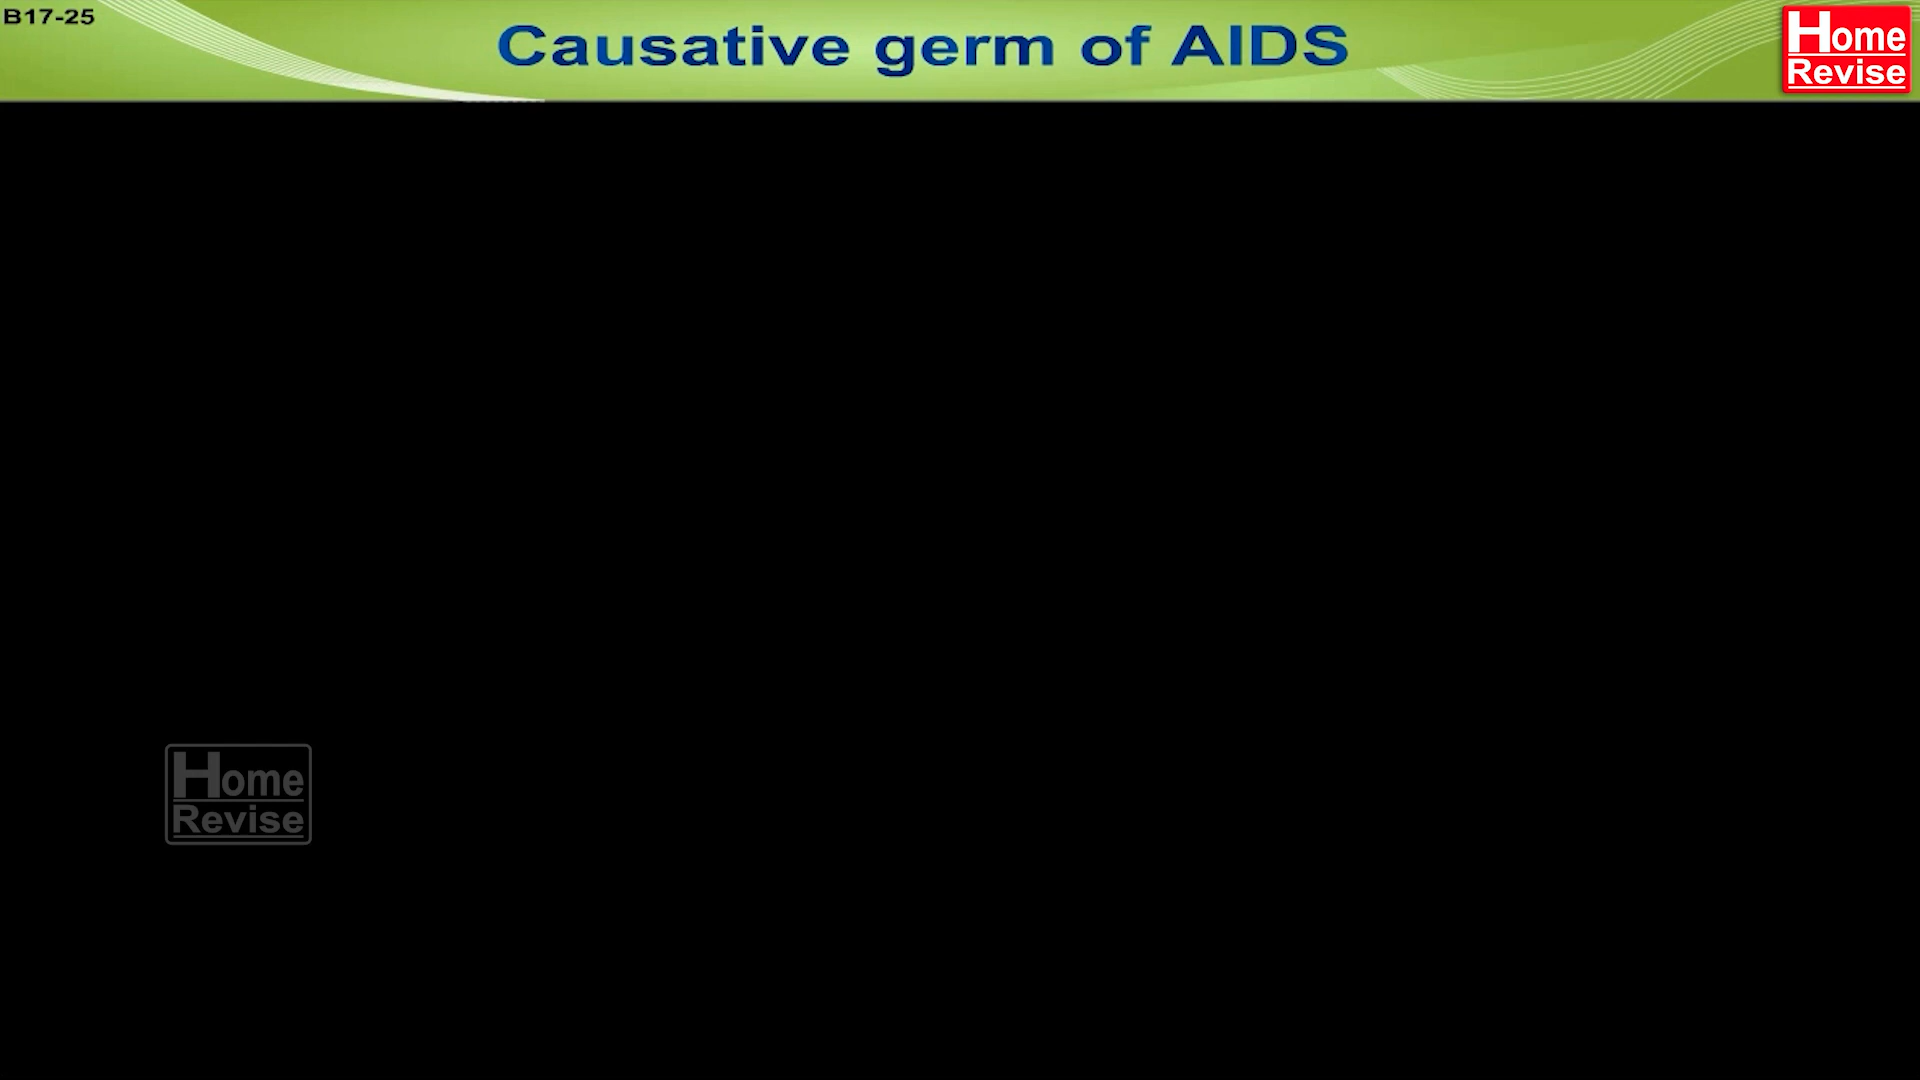 B17-25
Causative germ of AIDS
Home
Revise
Home
Revise